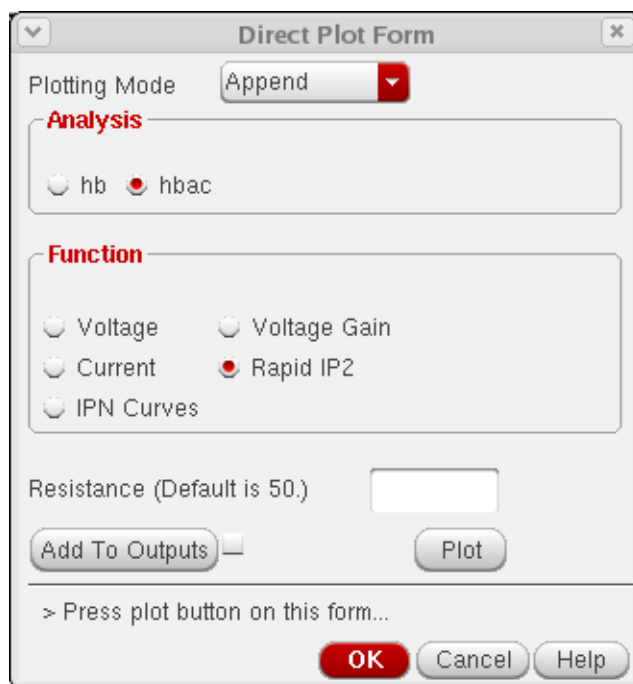 Direct Plot Form
Plotting Mode Append
Analysis
hb hbac
Function
Voltage Voltage Gain
Current Rapid IP2
IPN Curves
Resistance (Default is 50.)
Add To Outputs Plot
> Press plot button on this form...
OK Cancel Help